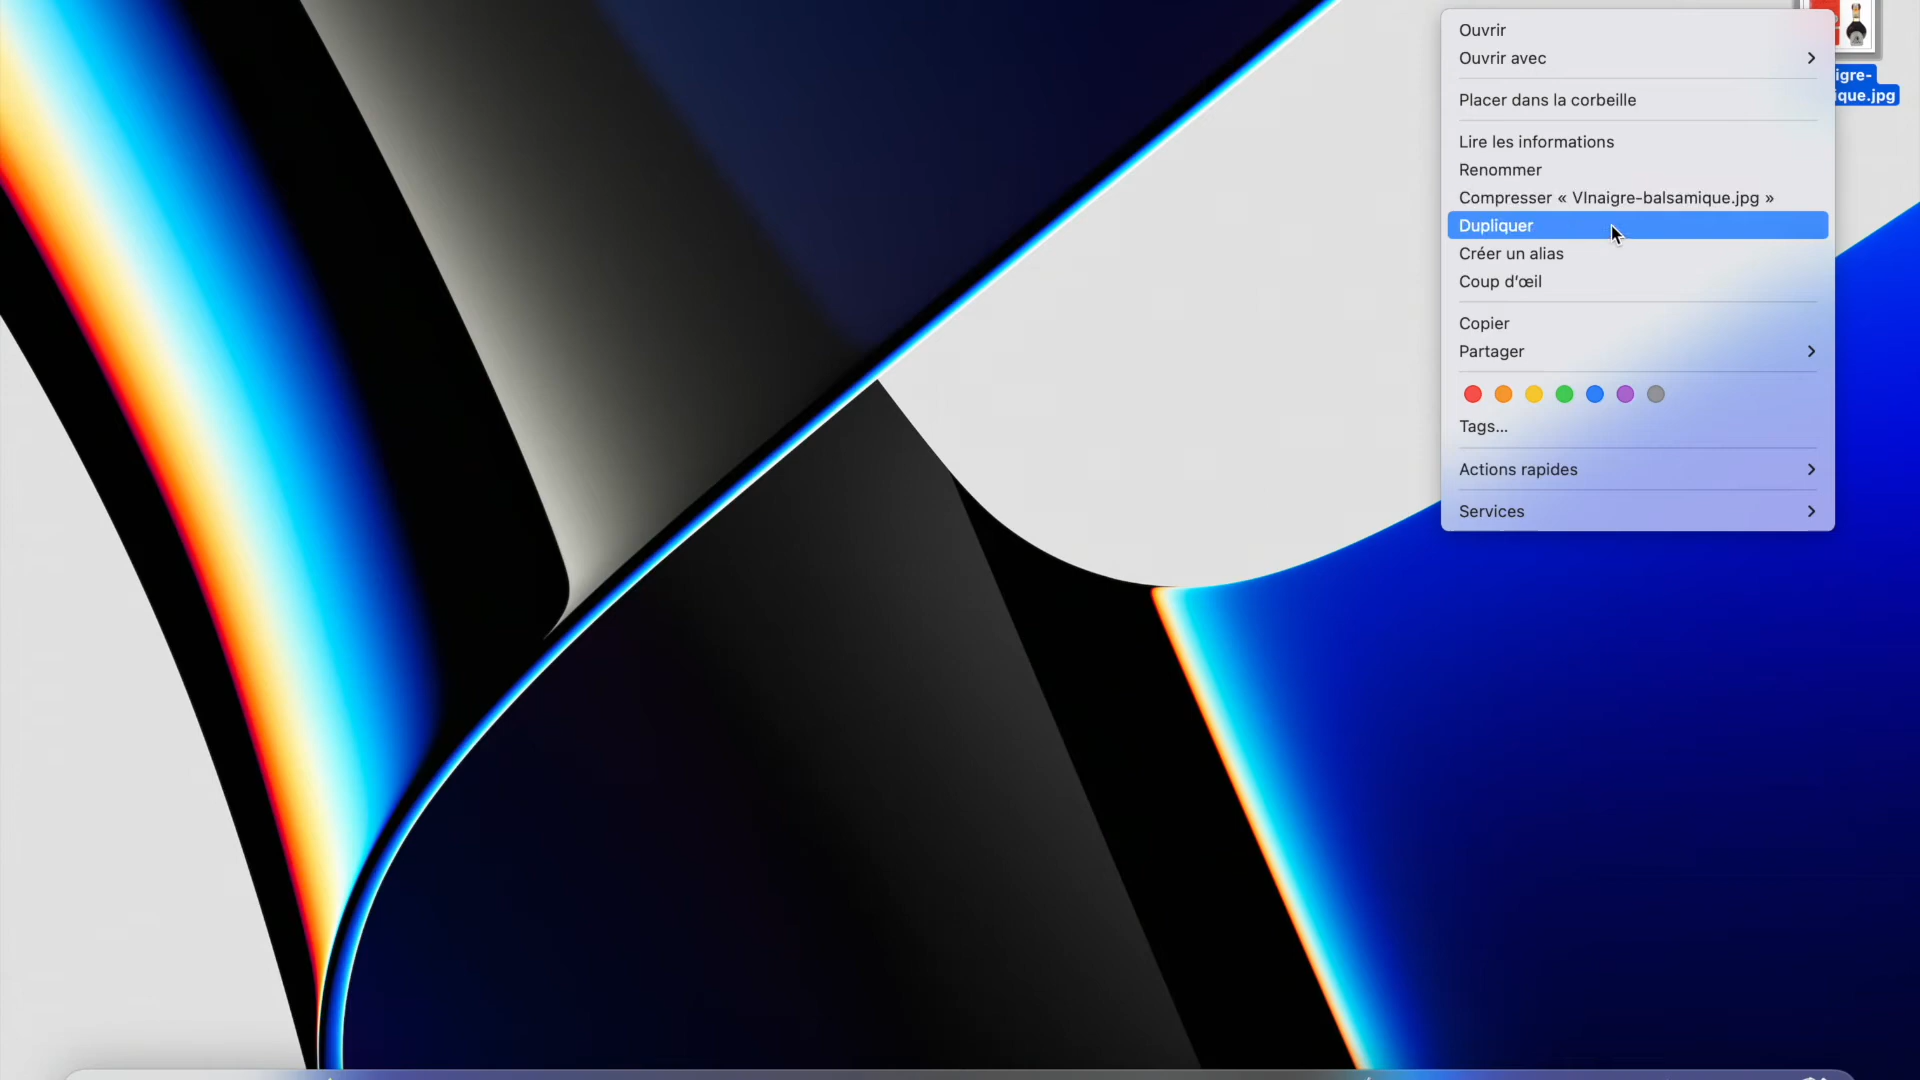 Ouvrir
Ouvrir avec
Placer dans la corbeille
Lire les informations
Renommer
Compresser « VInaigre-balsamique.jpg »
Dupliquer
Créer un alias
Coup d’œil
Copier
Partager
Tags...
Actions rapides
Services
igre-
ique.jpg